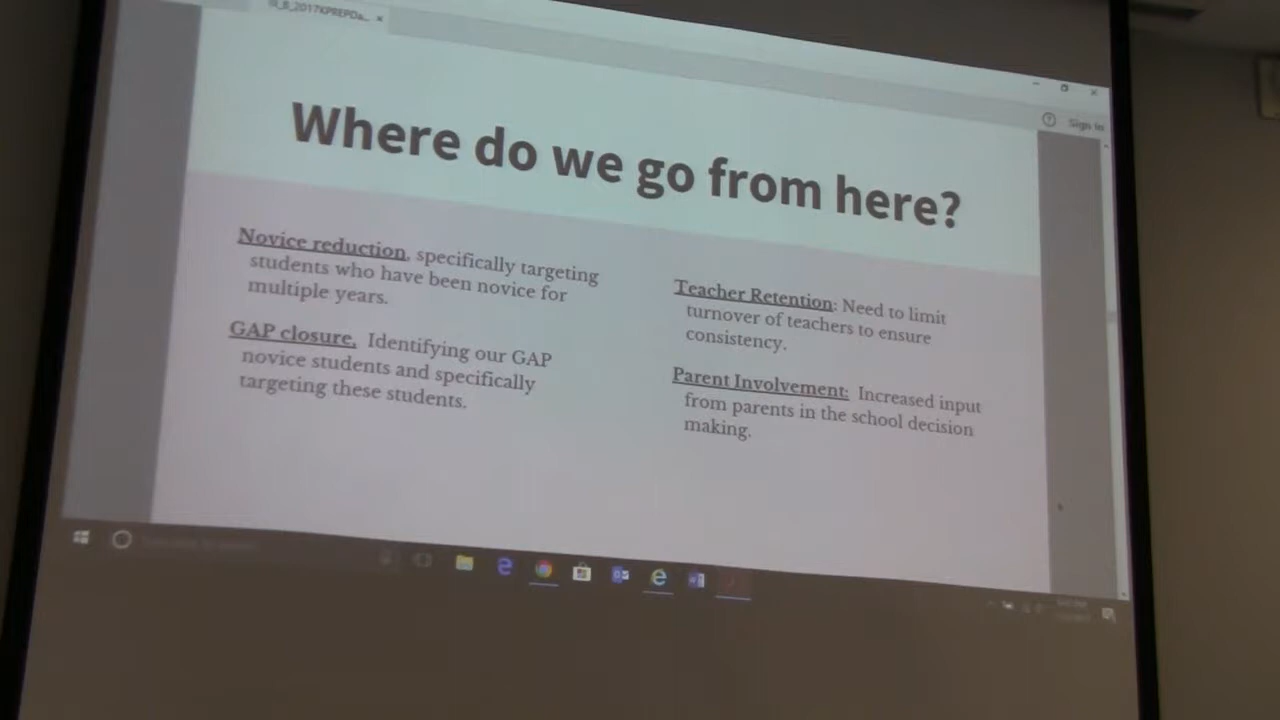 Sign In
Where do we go from here?
Novice reduction, specifically targeting
students who have been novice for
multiple years.
GAP closure, Identifying our GAP
novice students and specifically
targeting these students.
Teacher Retention: Need to limit
turnover of teachers to ensure
consistency.
Parent Involvement: Increased input
from parents in the school decision
making.